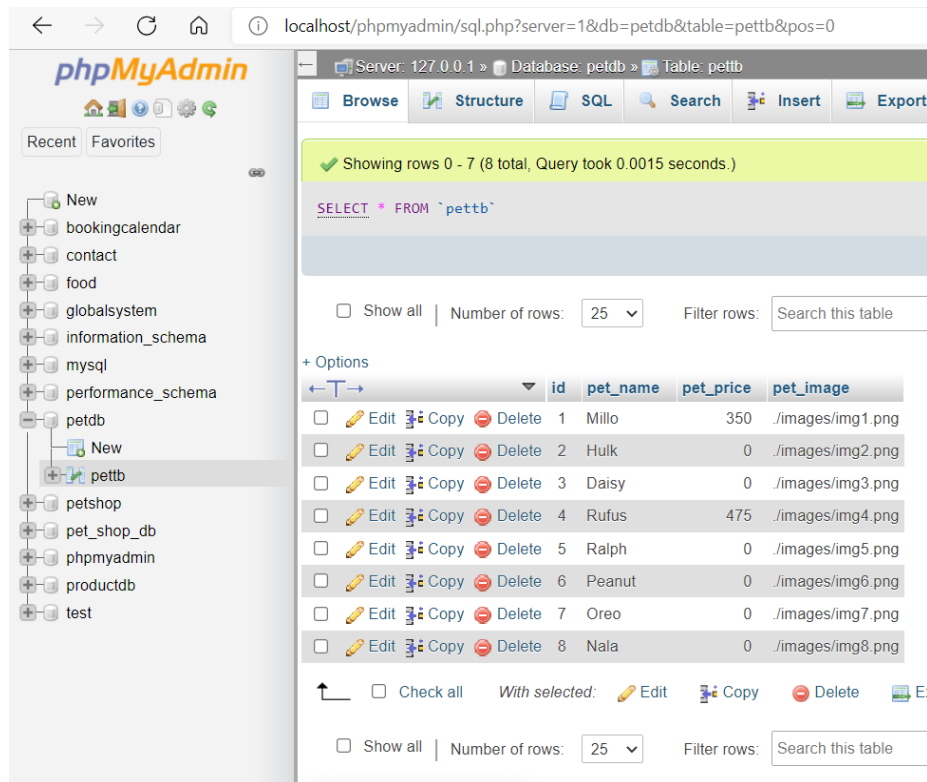 localhost/phpmyadmin/sql.php?server=1&db=petdb&table=pettb&pos=0
phpMyAdmin
Recent Favorites
New
bookingcalendar
contact
food
globalsystem
information_schema
mysql
performance_schema
petdb
New
pettb
petshop
pet_shop_db
phpmyadmin
productdb
test
Server: 127.0.0.1 » Database: petdb » Table: pettb
Browse Structure SQL Search Insert Export
Showing rows 0 - 7 (8 total, Query took 0.0015 seconds.)
SELECT * FROM `pettb`
Show all | Number of rows: 25 Filter rows: Search this table
+ Options
←T→ id pet_name pet_price pet_image
Edit Copy Delete 1 Millo 350 ./images/img1.png
Edit Copy Delete 2 Hulk 0 ./images/img2.png
Edit Copy Delete 3 Daisy 0 ./images/img3.png
Edit Copy Delete 4 Rufus 475 ./images/img4.png
Edit Copy Delete 5 Ralph 0 ./images/img5.png
Edit Copy Delete 6 Peanut 0 ./images/img6.png
Edit Copy Delete 7 Oreo 0 ./images/img7.png
Edit Copy Delete 8 Nala 0 ./images/img8.png
Check all With selected: Edit Copy Delete E
Show all | Number of rows: 25 Filter rows: Search this table